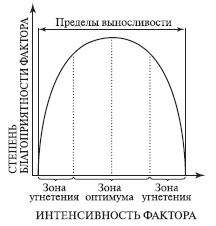 Пределы выносливости
СТЕПЕНЬ
БЛАГОПРИЯТНОСТИ ФАКТОРА
Зона
угнетения
Зона
оптимума
Зона
угнетения
ИНТЕНСИВНОСТЬ ФАКТОРА